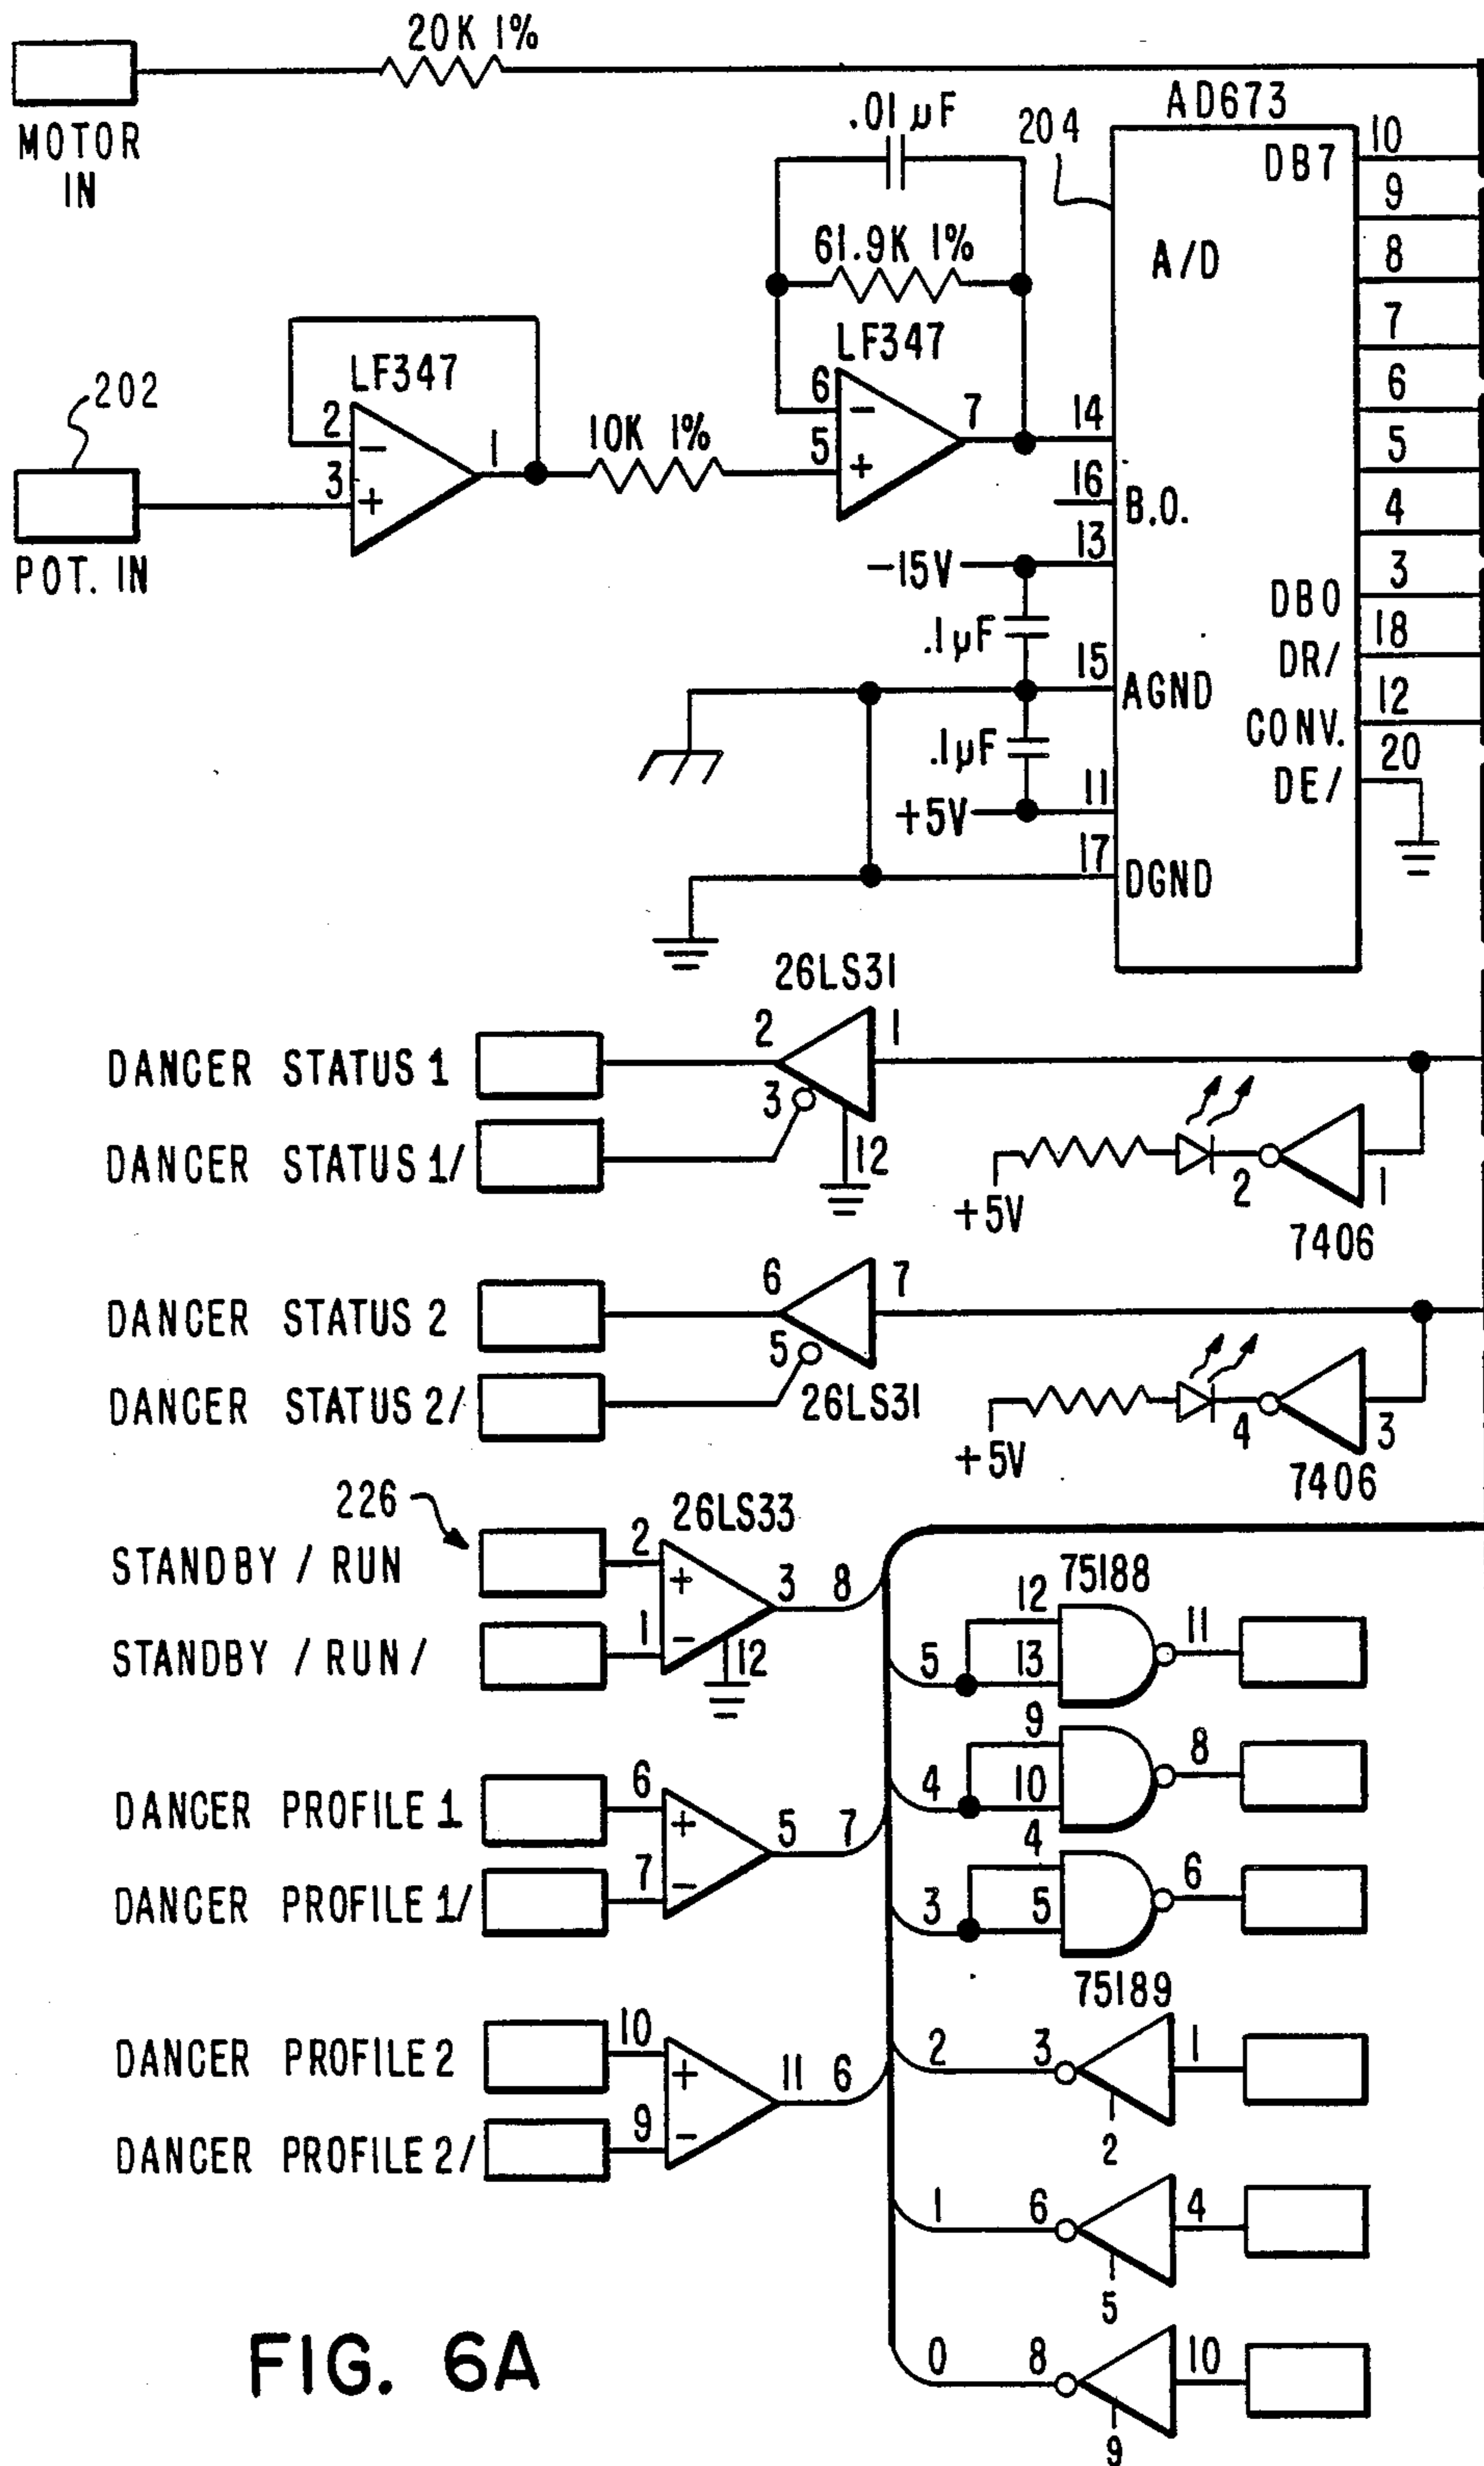 20K 1%
MOTOR
IN
.01 µF
204
AD673
DB7
10
9
A/D
61.9K 1%
8
7
LF347
LF347
6
6
-
7
14
202
2
-
1
10K 1%
5
+
5
3
+
16
B.O.
4
POT. IN
-15V
13
DB0
3
.1µF
DR/
18
15
AGND
12
CONV.
.1µF
20
DE/
+5V
11
17
DGND
26LS31
DANCER STATUS 1
2
1
3
DANCER STATUS 1/
12
+5V
2
1
7406
DANCER STATUS 2
6
7
5
DANCER STATUS 2/
26LS31
+5V
4
3
7406
226
26LS33
STANDBY / RUN
2
+
3
8
75188
12
11
STANDBY / RUN /
1
-
12
5
13
9
8
DANCER PROFILE 1
6
+
4
10
5
7
4
DANCER PROFILE 1/
7
-
3
5
6
75189
DANCER PROFILE 2
10
+
2
3
1
11
6
DANCER PROFILE 2/
9
-
2
1
6
4
5
FIG. 6A
0
8
10
9